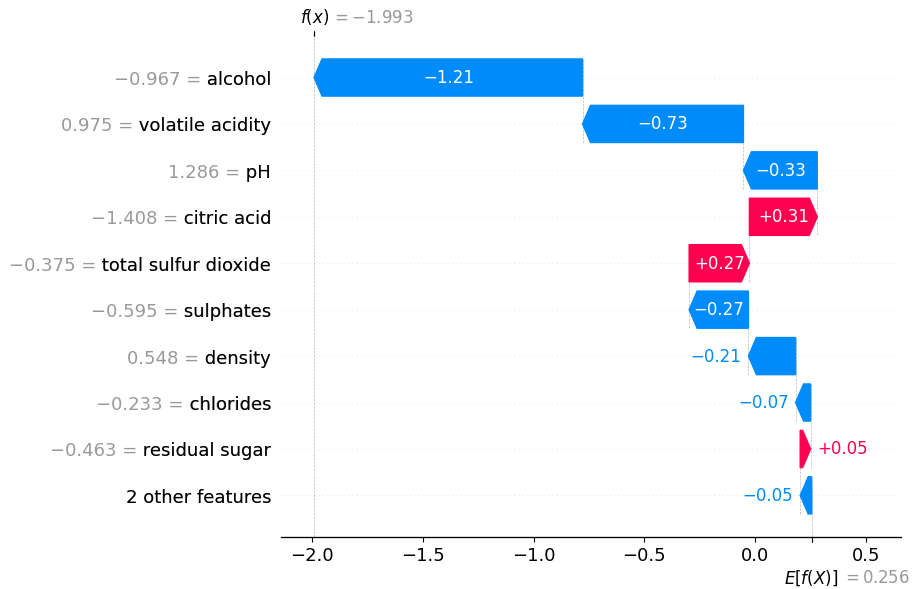 f(x) = −1.993
−0.967 = alcohol −1.21
0.975 = volatile acidity −0.73
1.286 = pH −0.33
−1.408 = citric acid +0.31
−0.375 = total sulfur dioxide +0.27
−0.595 = sulphates −0.27
0.548 = density −0.21
−0.233 = chlorides −0.07
−0.463 = residual sugar +0.05
2 other features −0.05
−2.0 −1.5 −1.0 −0.5 0.0 0.5
E[f(X)] = 0.256